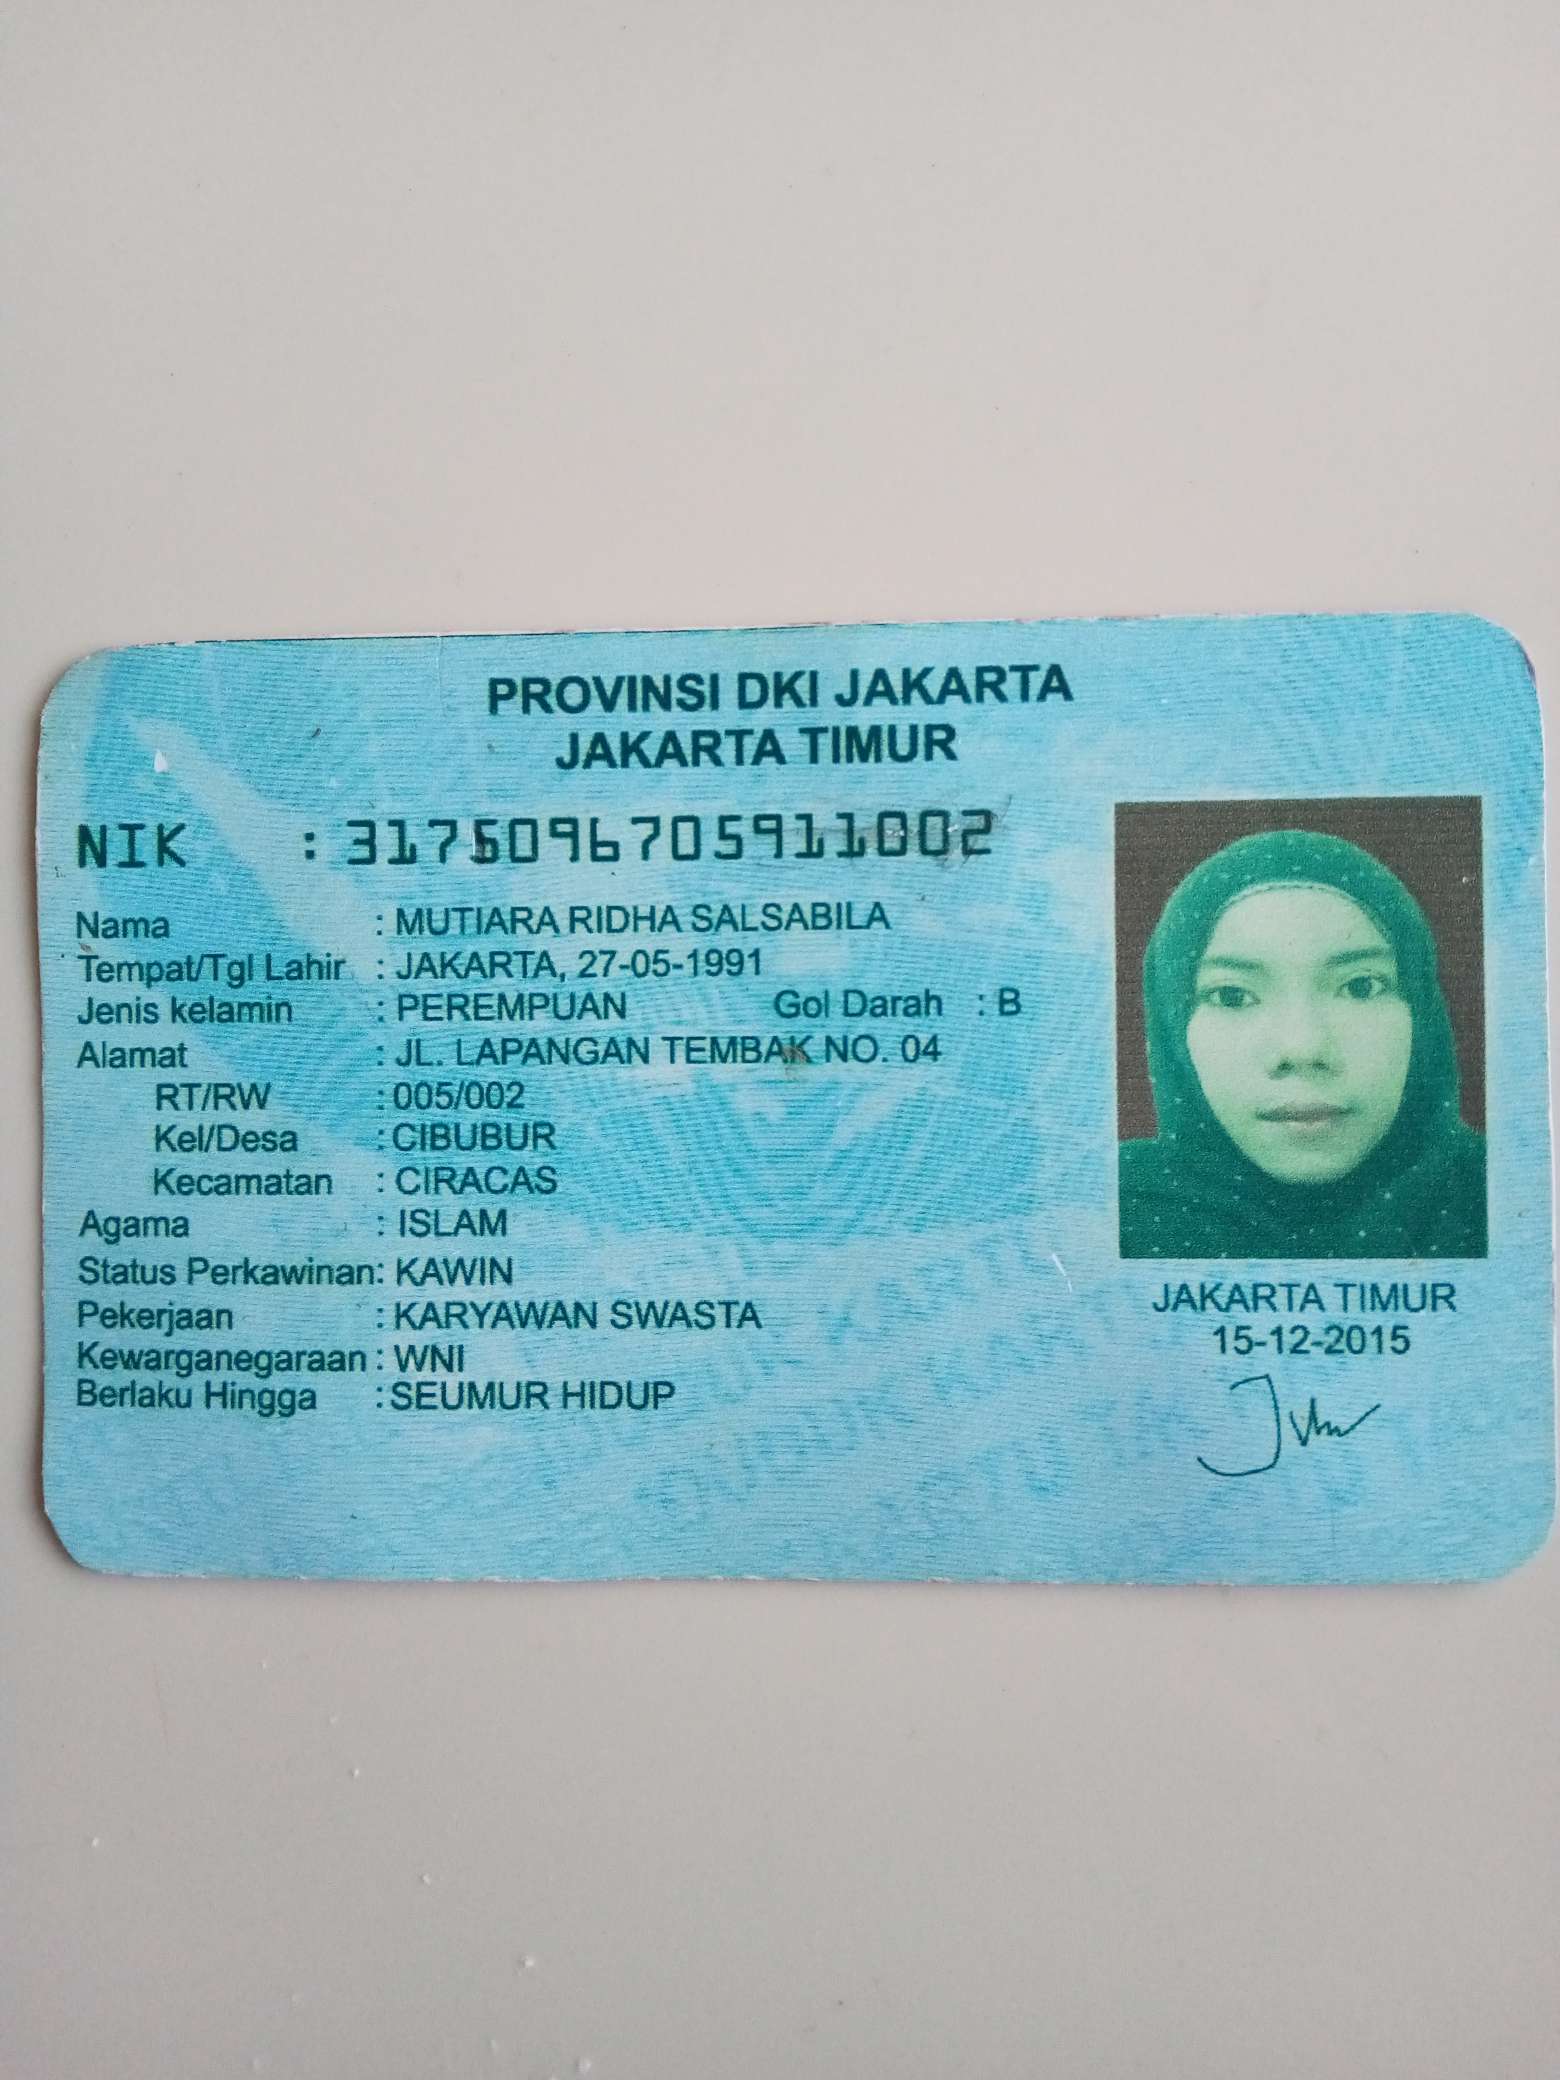 PROVINSI DKI JAKARTA
JAKARTA TIMUR
NIK : 3175096705911002
Nama : MUTIARA RIDHA SALSABILA
Tempat/Tgl Lahir : JAKARTA, 27-05-1991
Jenis kelamin : PEREMPUAN Gol Darah : B
Alamat : JL. LAPANGAN TEMBAK NO. 04
RT/RW : 005/002
Kel/Desa : CIBUBUR
Kecamatan : CIRACAS
Agama : ISLAM
Status Perkawinan: KAWIN
Pekerjaan : KARYAWAN SWASTA
Kewarganegaraan : WNI
Berlaku Hingga : SEUMUR HIDUP
JAKARTA TIMUR
15-12-2015